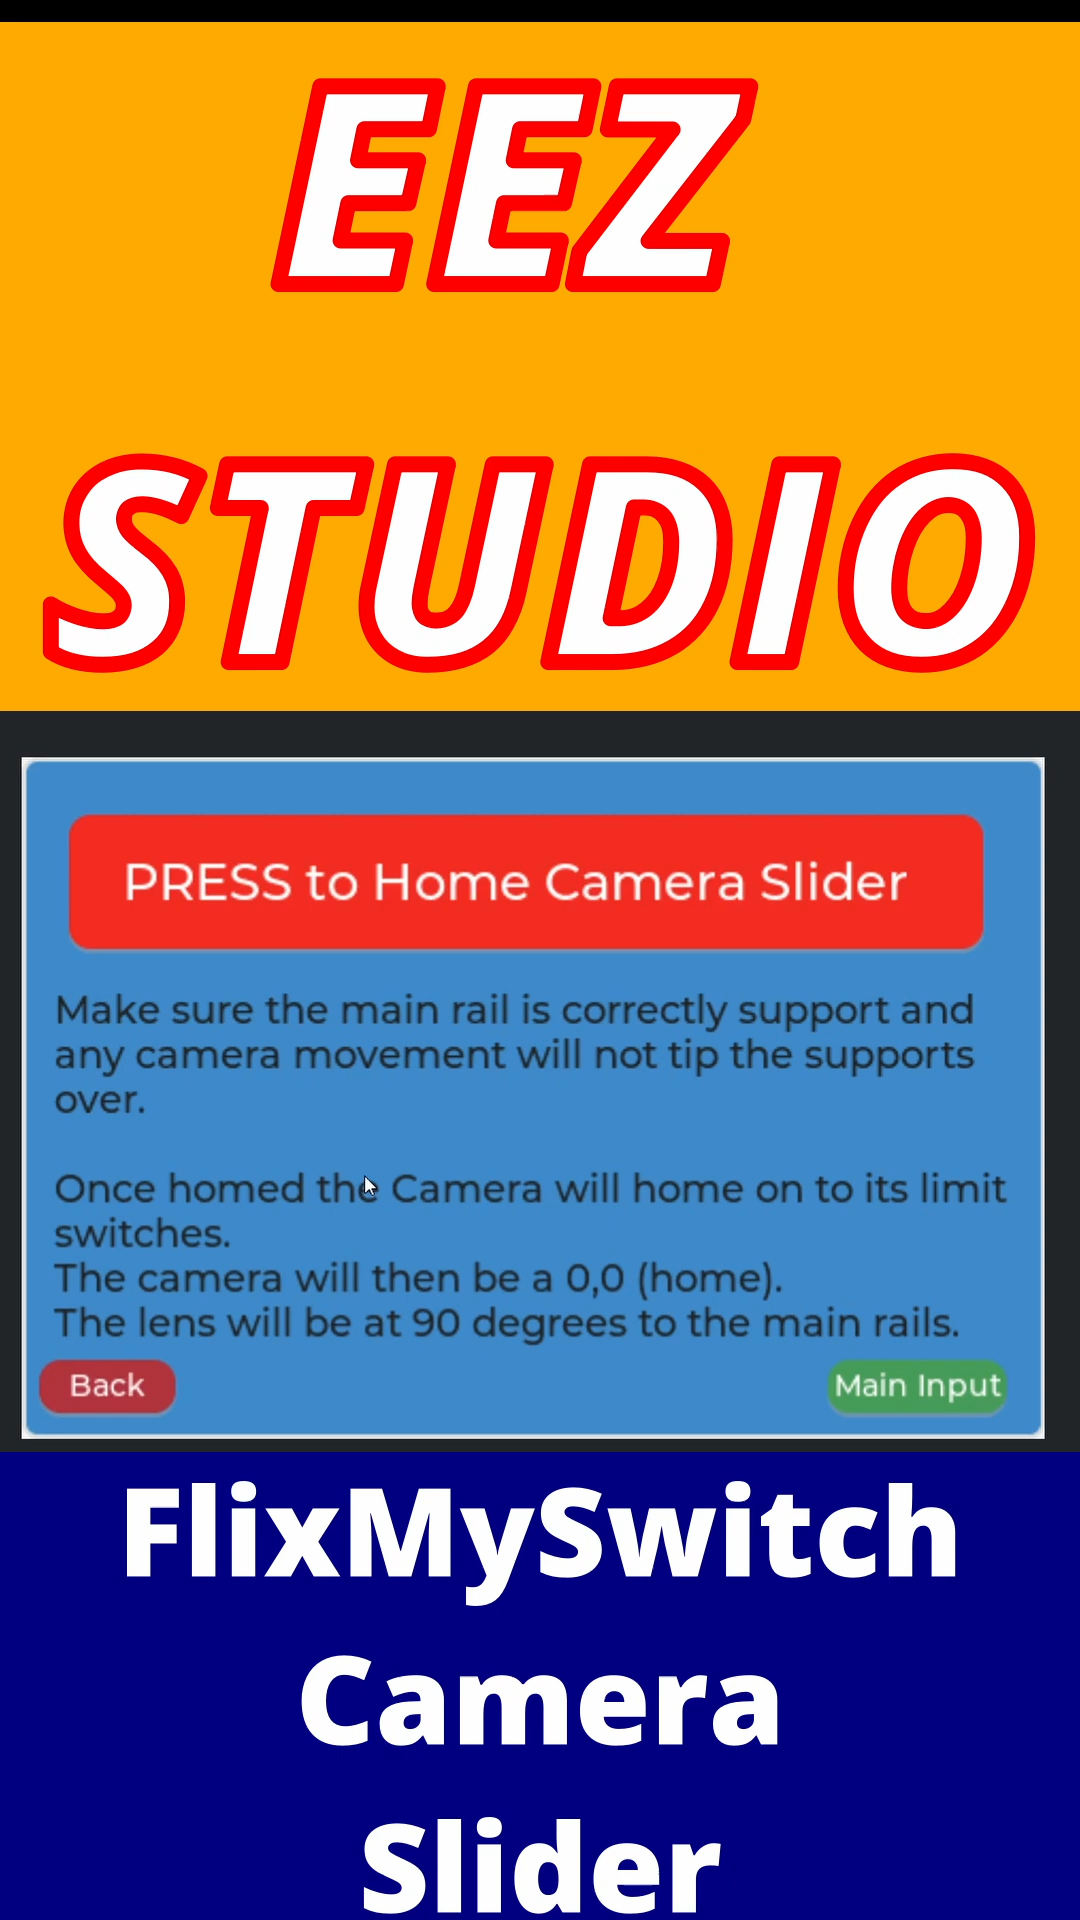 EEZ
STUDIO
PRESS to Home Camera Slider
Make sure the main rail is correctly support and
any camera movement will not tip the supports
over.
Once homed the Camera will home on to its limit
switches.
The camera will then be a 0,0 (home).
The lens will be at 90 degrees to the main rails.
Back
Main Input
FlixMySwitch
Camera
Slider